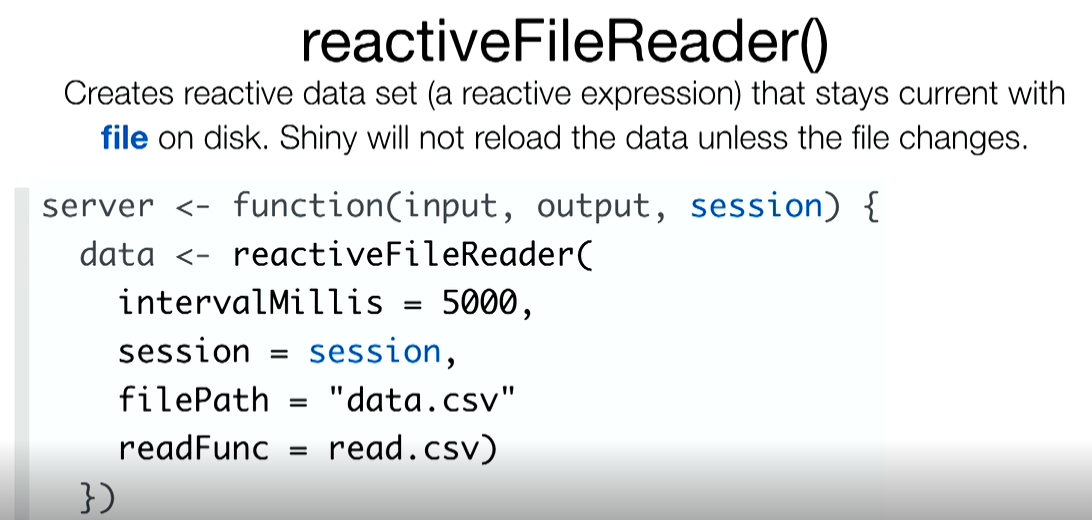 reactiveFileReader()
Creates reactive data set (a reactive expression) that stays current with
file on disk. Shiny will not reload the data unless the file changes.
server <- function(input, output, session) {
  data <- reactiveFileReader(
    intervalMillis = 5000,
    session = session,
    filePath = "data.csv"
    readFunc = read.csv)
  })